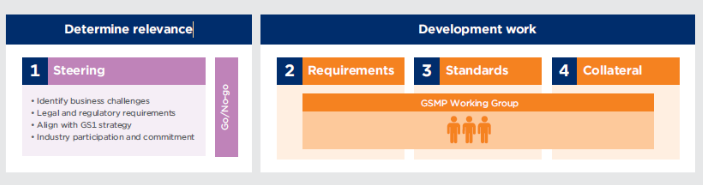 Determine relevance
Development work
1 Steering
• Identify business challenges
• Legal and regulatory requirements
• Align with GS1 strategy
• Industry participation and commitment
Go/No-go
2 Requirements
3 Standards
4 Collateral
GSMP Working Group